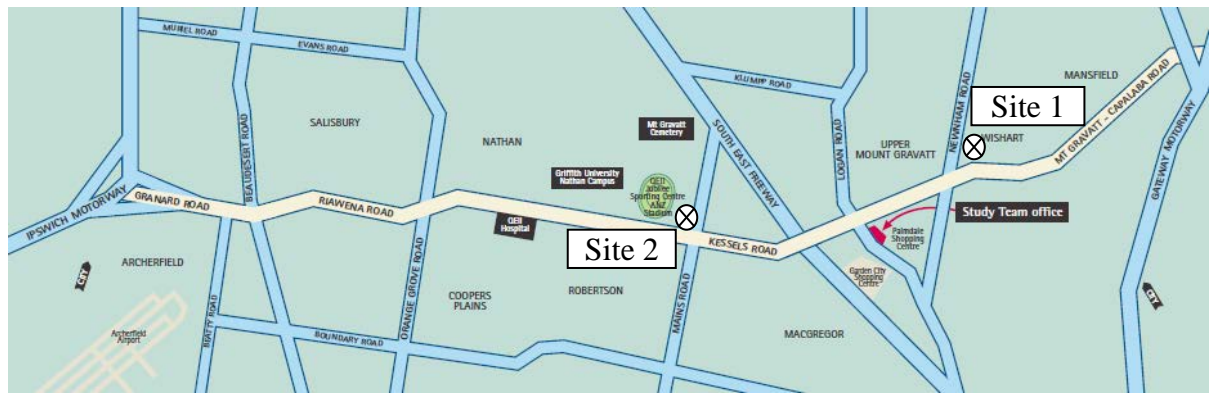 MURIEL ROAD
EVANS ROAD
SALISBURY
BEAUDESERT ROAD
NATHAN
Mt Gravatt
Cemetery
KLUMPP ROAD
MANSFIELD
Site 1
NEWNHAM ROAD
WISHART
MT GRAVATT - CAPALABA ROAD
UPPER
MOUNT GRAVATT
LOGAN ROAD
SOUTH EAST FREEWAY
GATEWAY MOTORWAY
Griffith University
Nathan Campus
QEII
Jubilee
Sporting Centre
ANZ
Stadium
IPSWICH MOTORWAY
GRANARD ROAD
RIAWENA ROAD
QEII
Hospital
Site 2
KESSELS ROAD
Study Team office
Palmdale
Shopping
Centre
Garden City
Shopping
Centre
ARCHERFIELD
CITY
ORANGE GROVE ROAD
COOPERS
PLAINS
ROBERTSON
MAINS ROAD
MACGREGOR
CITY
Archerfield
Airport
BEATTY ROAD
BOUNDARY ROAD